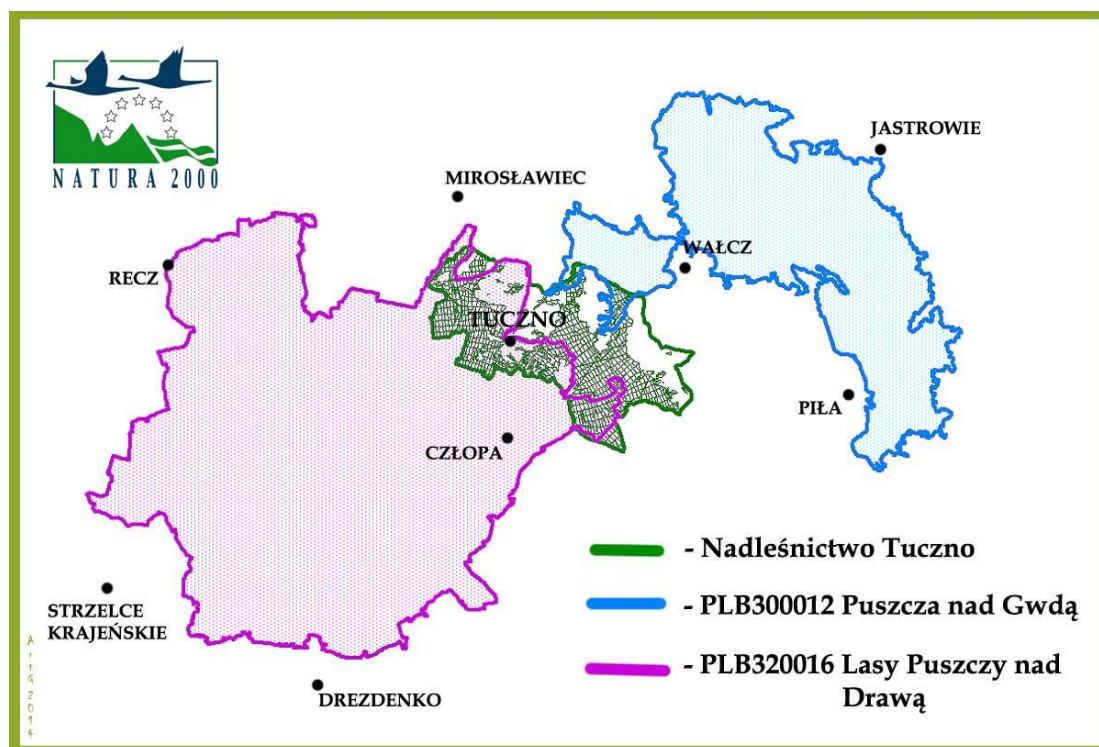 NATURA 2000
JASTROWIE
MIROSŁAWIEC
WAŁCZ
RECZ
TUCZNO
PIŁA
CZŁOPA
- Nadleśnictwo Tuczno
- PLB300012 Puszcza nad Gwdą
- PLB320016 Lasy Puszczy nad
Drawą
STRZELCE
KRAJEŃSKIE
DREZDENKO
ArtG2014